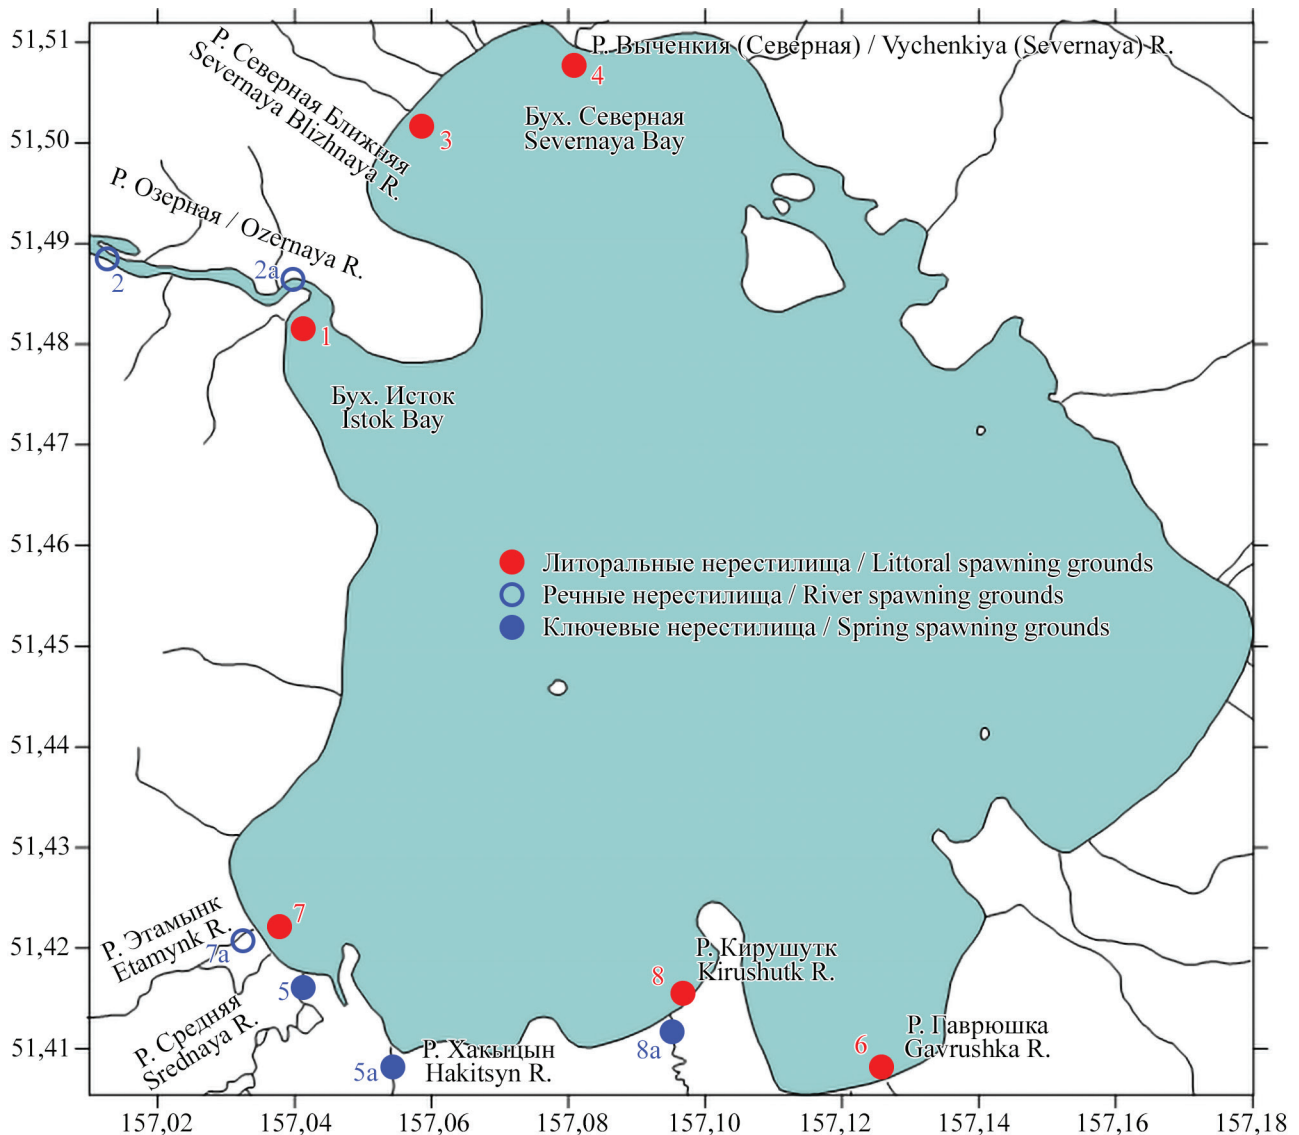 51,51
51,50
51,49
51,48
51,47
51,46
51,45
51,44
51,43
51,42
51,41
157,02
157,04
157,06
157,08
157,10
157,12
157,14
157,16
157,18
Р. Северная Ближняя
Severnaya Blizhnaya R.
Р. Выченкия (Северная) / Vychenkiya (Severnaya) R.
4
3
Бух. Северная
Severnaya Bay
Р. Озерная / Ozernaya R.
2
2a
1
Бух. Исток
Istok Bay
Литоральные нерестилища / Littoral spawning grounds
Речные нерестилища / River spawning grounds
Ключевые нерестилища / Spring spawning grounds
7
Р. Этамынк
Etamynk R.
7a
5
Р. Средняя
Srednaya R.
5a
Р. Хакыцын
Hakitsyn R.
Р. Кирушутк
Kirushutk R.
8
8a
6
Р. Гаврюшка
Gavrushka R.